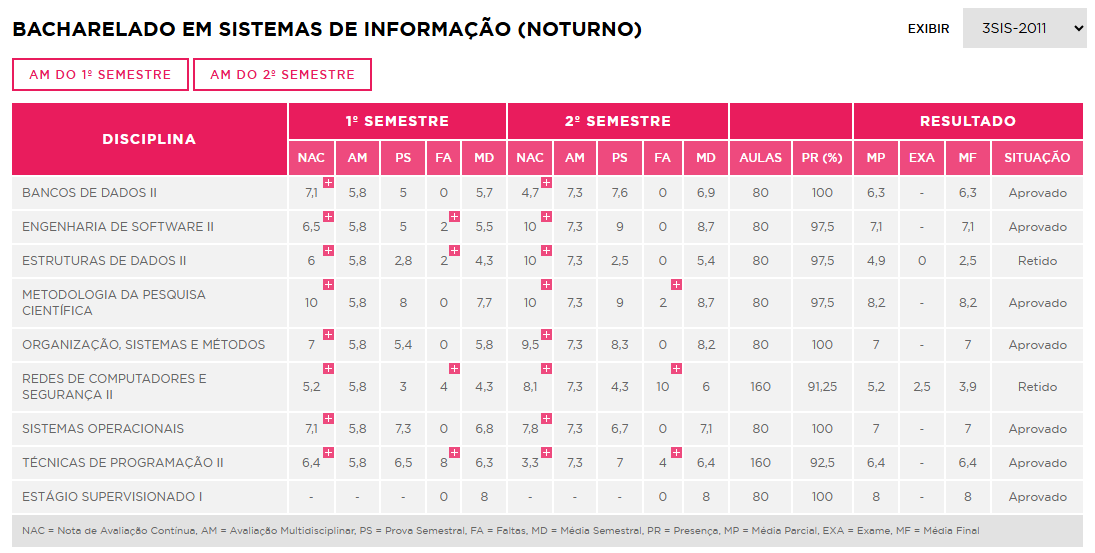 BACHARELADO EM SISTEMAS DE INFORMAÇÃO (NOTURNO) EXIBIR 3SIS-2011
AM DO 1º SEMESTRE AM DO 2º SEMESTRE
DISCIPLINA 1º SEMESTRE 2º SEMESTRE RESULTADO
NAC AM PS FA MD NAC AM PS FA MD AULAS PR (%) MP EXA MF SITUAÇÃO
BANCOS DE DADOS II 7,1 + 5,8 5 0 5,7 4,7 + 7,3 7,6 0 6,9 80 100 6,3 - 6,3 Aprovado
ENGENHARIA DE SOFTWARE II 6,5 + 5,8 5 2 + 5,5 10 + 7,3 9 0 8,7 80 97,5 7,1 - 7,1 Aprovado
ESTRUTURAS DE DADOS II 6 + 5,8 2,8 2 + 4,3 10 + 7,3 2,5 0 5,4 80 97,5 4,9 0 2,5 Retido
METODOLOGIA DA PESQUISA
CIENTÍFICA 10 + 5,8 8 0 7,7 10 + 7,3 9 2 + 8,7 80 97,5 8,2 - 8,2 Aprovado
ORGANIZAÇÃO, SISTEMAS E MÉTODOS 7 + 5,8 5,4 0 5,8 9,5 + 7,3 8,3 0 8,2 80 100 7 - 7 Aprovado
REDES DE COMPUTADORES E
SEGURANÇA II 5,2 + 5,8 3 4 + 4,3 8,1 + 7,3 4,3 10 + 6 160 91,25 5,2 2,5 3,9 Retido
SISTEMAS OPERACIONAIS 7,1 + 5,8 7,3 0 6,8 7,8 + 7,3 6,7 0 7,1 80 100 7 - 7 Aprovado
TÉCNICAS DE PROGRAMAÇÃO II 6,4 + 5,8 6,5 8 + 6,3 3,3 + 7,3 7 4 + 6,4 160 92,5 6,4 - 6,4 Aprovado
ESTÁGIO SUPERVISIONADO I - - - 0 8 - - - 0 8 80 100 8 - 8 Aprovado
NAC = Nota de Avaliação Contínua, AM = Avaliação Multidisciplinar, PS = Prova Semestral, FA = Faltas, MD = Média Semestral, PR = Presença, MP = Média Parcial, EXA = Exame, MF = Média Final